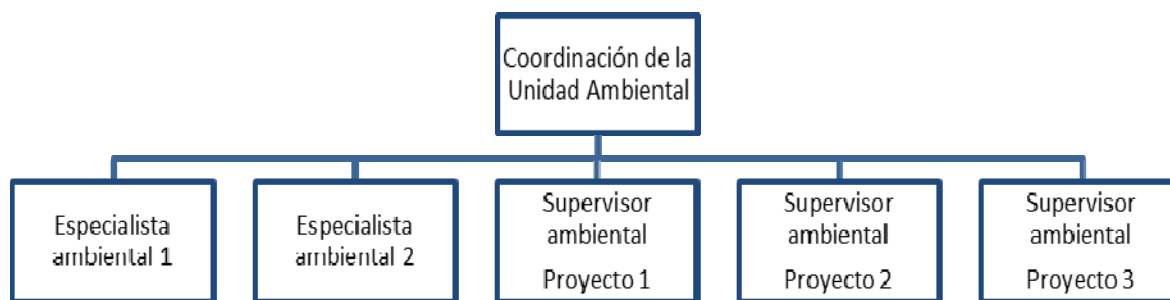 Coordinación de la
Unidad Ambiental
Especialista
ambiental 1
Especialista
ambiental 2
Supervisor
ambiental
Proyecto 1
Supervisor
ambiental
Proyecto 2
Supervisor
ambiental
Proyecto 3